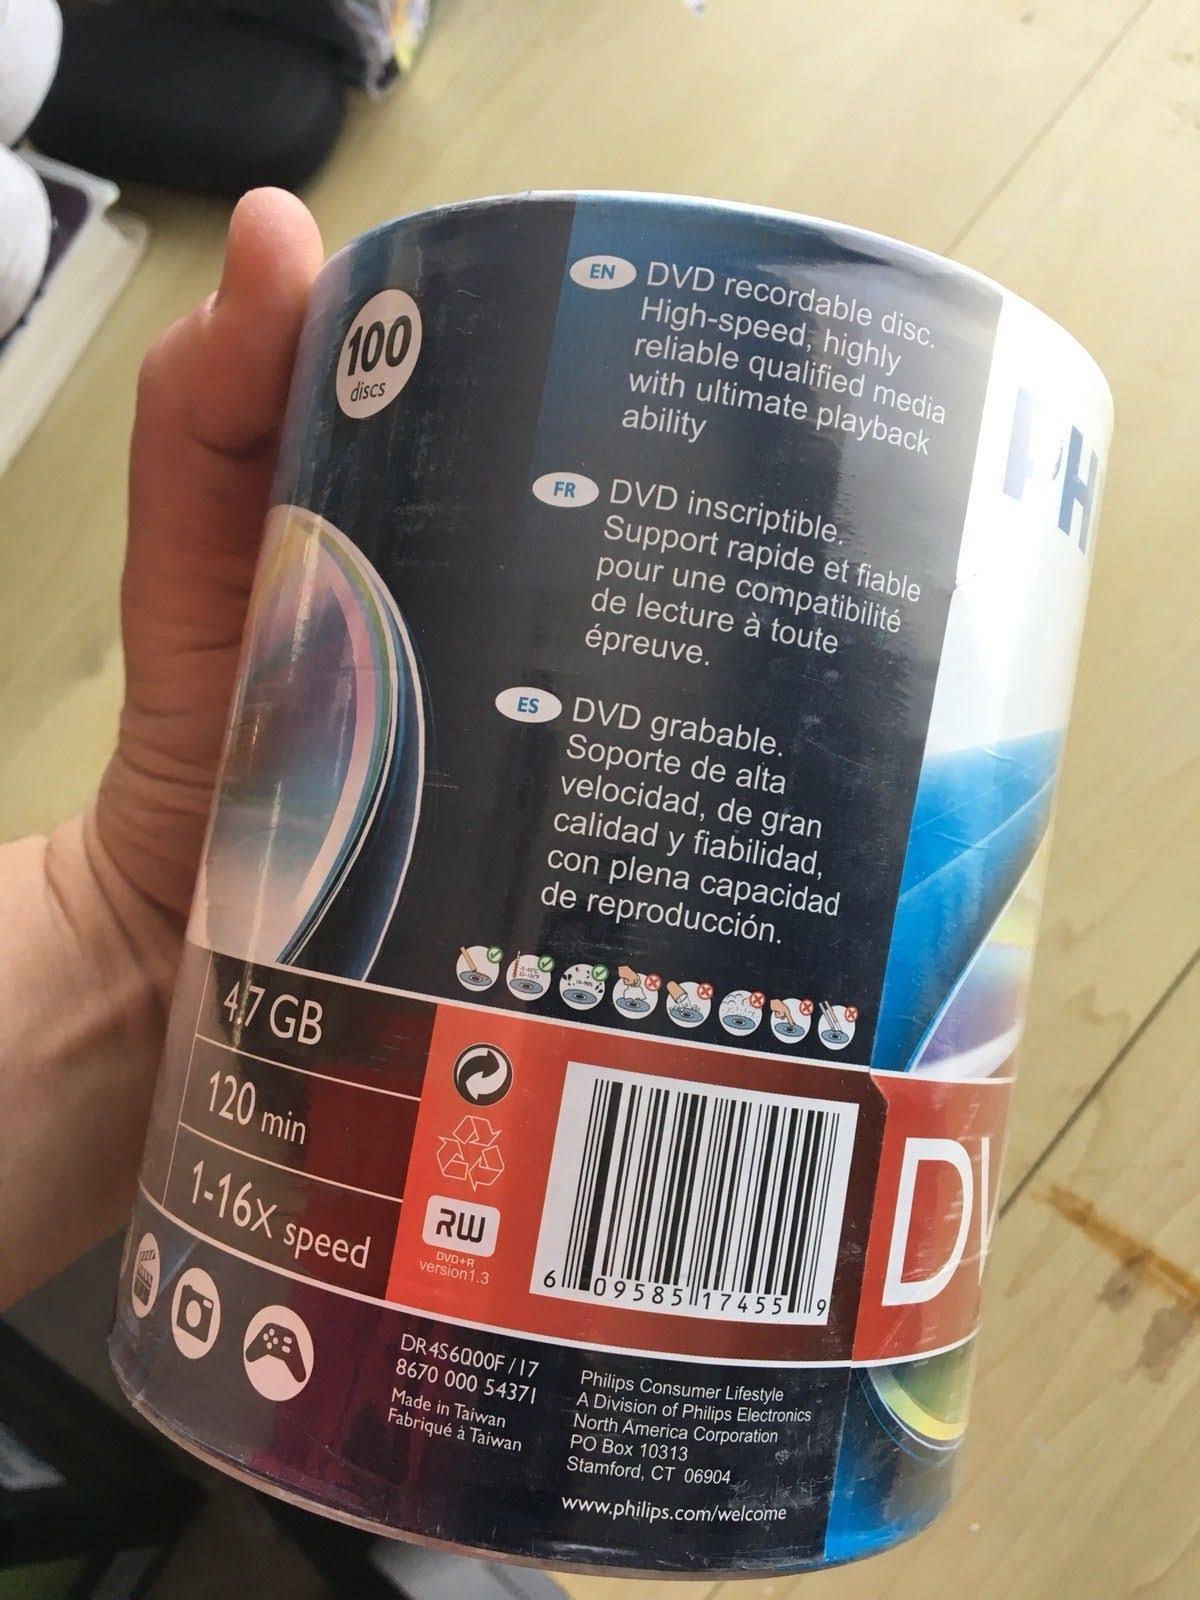 100
discs
EN DVD recordable disc.
High-speed, highly
reliable qualified media
with ultimate playback
ability
FR DVD inscriptible.
Support rapide et fiable
pour une compatibilité
de lecture à toute
épreuve.
ES DVD grabable.
Soporte de alta
velocidad, de gran
calidad y fiabilidad,
con plena capacidad
de reproducción.
4,7 GB
120 min
1-16x speed
RW
DVD+R
version1.3
6 09585 17455 9
DR4S6Q00F/17
8670 000 54371
Made in Taiwan
Fabriqué à Taiwan
Philips Consumer Lifestyle
A Division of Philips Electronics
North America Corporation
PO Box 10313
Stamford, CT 06904
www.philips.com/welcome
PH
DV